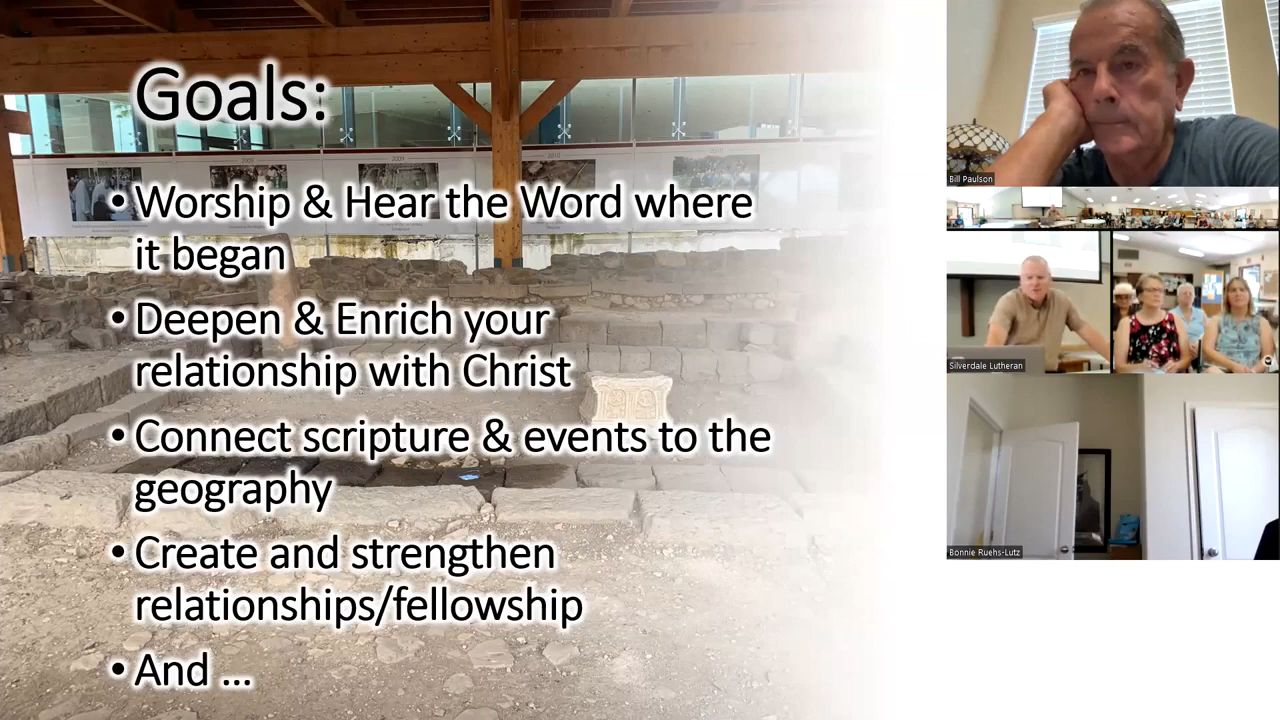 Goals:
• Worship & Hear the Word where
it began
• Deepen & Enrich your
relationship with Christ
• Connect scripture & events to the
geography
• Create and strengthen
relationships/fellowship
• And ...
2009
Bill Paulson
Silverdale Lutheran
Bonnie Ruehs-Lutz